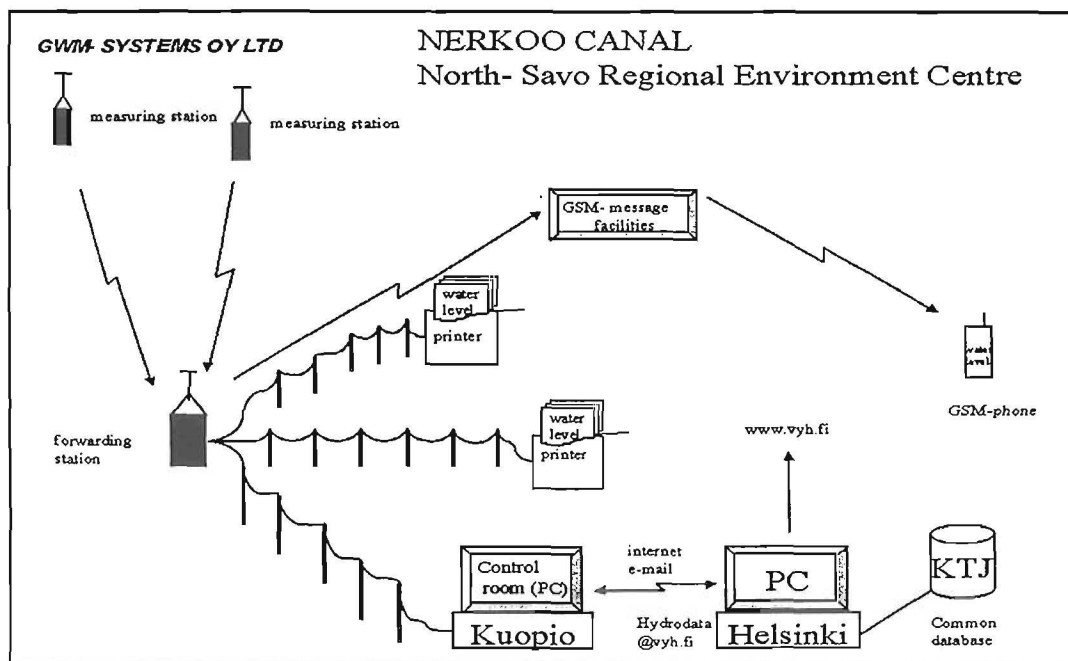 GWM- SYSTEMS OY LTD
NERKOO CANAL
North- Savo Regional Environment Centre
measuring station
measuring station
GSM- message
facilities
water
level
printer
water
level
GSM-phone
forwarding
station
water
level
printer
www.vyh.fi
Control
room (PC)
Kuopio
internet
e-mail
Hydrodata
@vyh.fi
PC
Helsinki
KTJ
Common
database